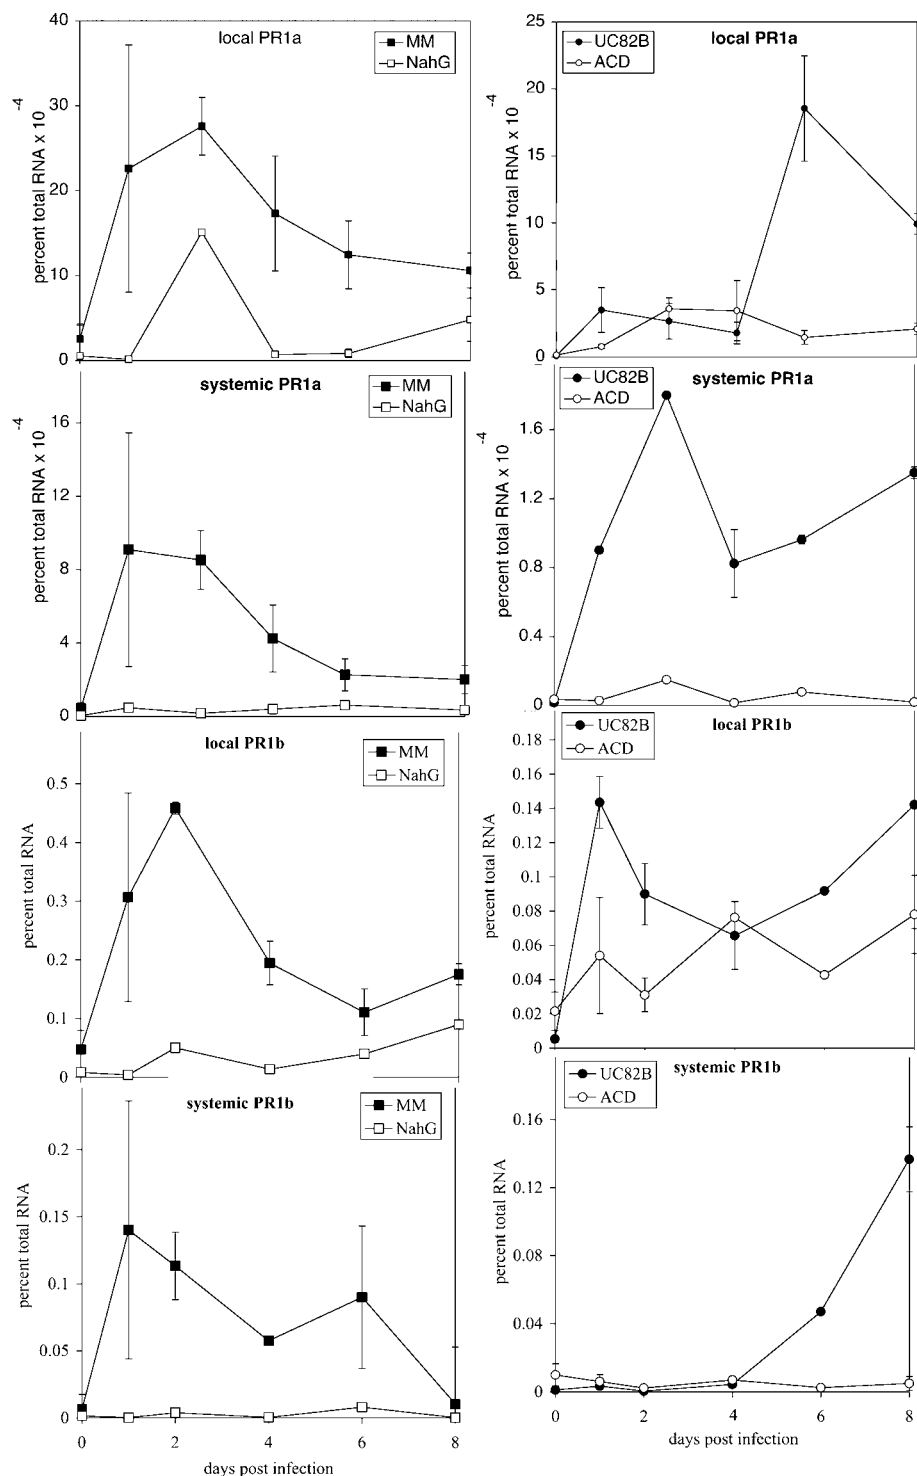 local PR1a
MM
NahG
percent total RNA x 10
-4
40
30
20
10
0
local PR1a
UC82B
ACD
percent total RNA x 10
-4
25
20
15
10
5
0
systemic PR1a
MM
NahG
percent total RNA x 10
-4
16
12
8
4
0
systemic PR1a
UC82B
ACD
percent total RNA x 10
-4
1.6
1.2
0.8
0.4
0
local PR1b
MM
NahG
percent total RNA
0.5
0.4
0.3
0.2
0.1
0
local PR1b
UC82B
ACD
percent total RNA
0.18
0.16
0.14
0.12
0.1
0.08
0.06
0.04
0.02
0
systemic PR1b
MM
NahG
percent total RNA
0.2
0.15
0.1
0.05
0
0 2 4 6 8
days post infection
systemic PR1b
UC82B
ACD
percent total RNA
0.16
0.12
0.08
0.04
0
0 2 4 6 8
days post infection